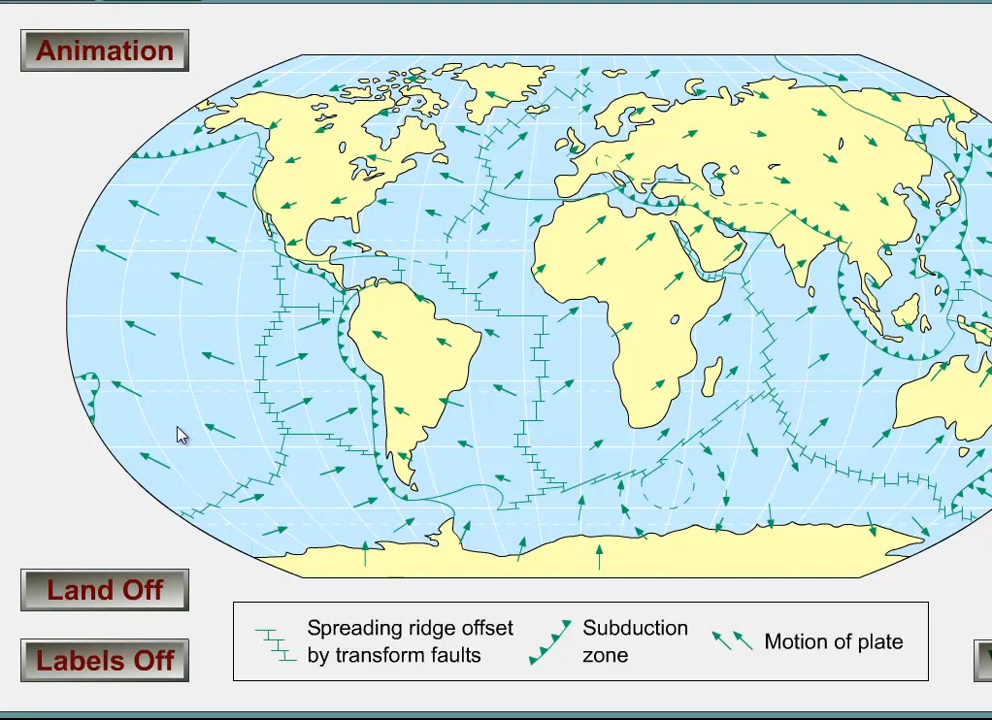 Animation
Land Off
Labels Off
Spreading ridge offset
by transform faults
Subduction
zone
Motion of plate